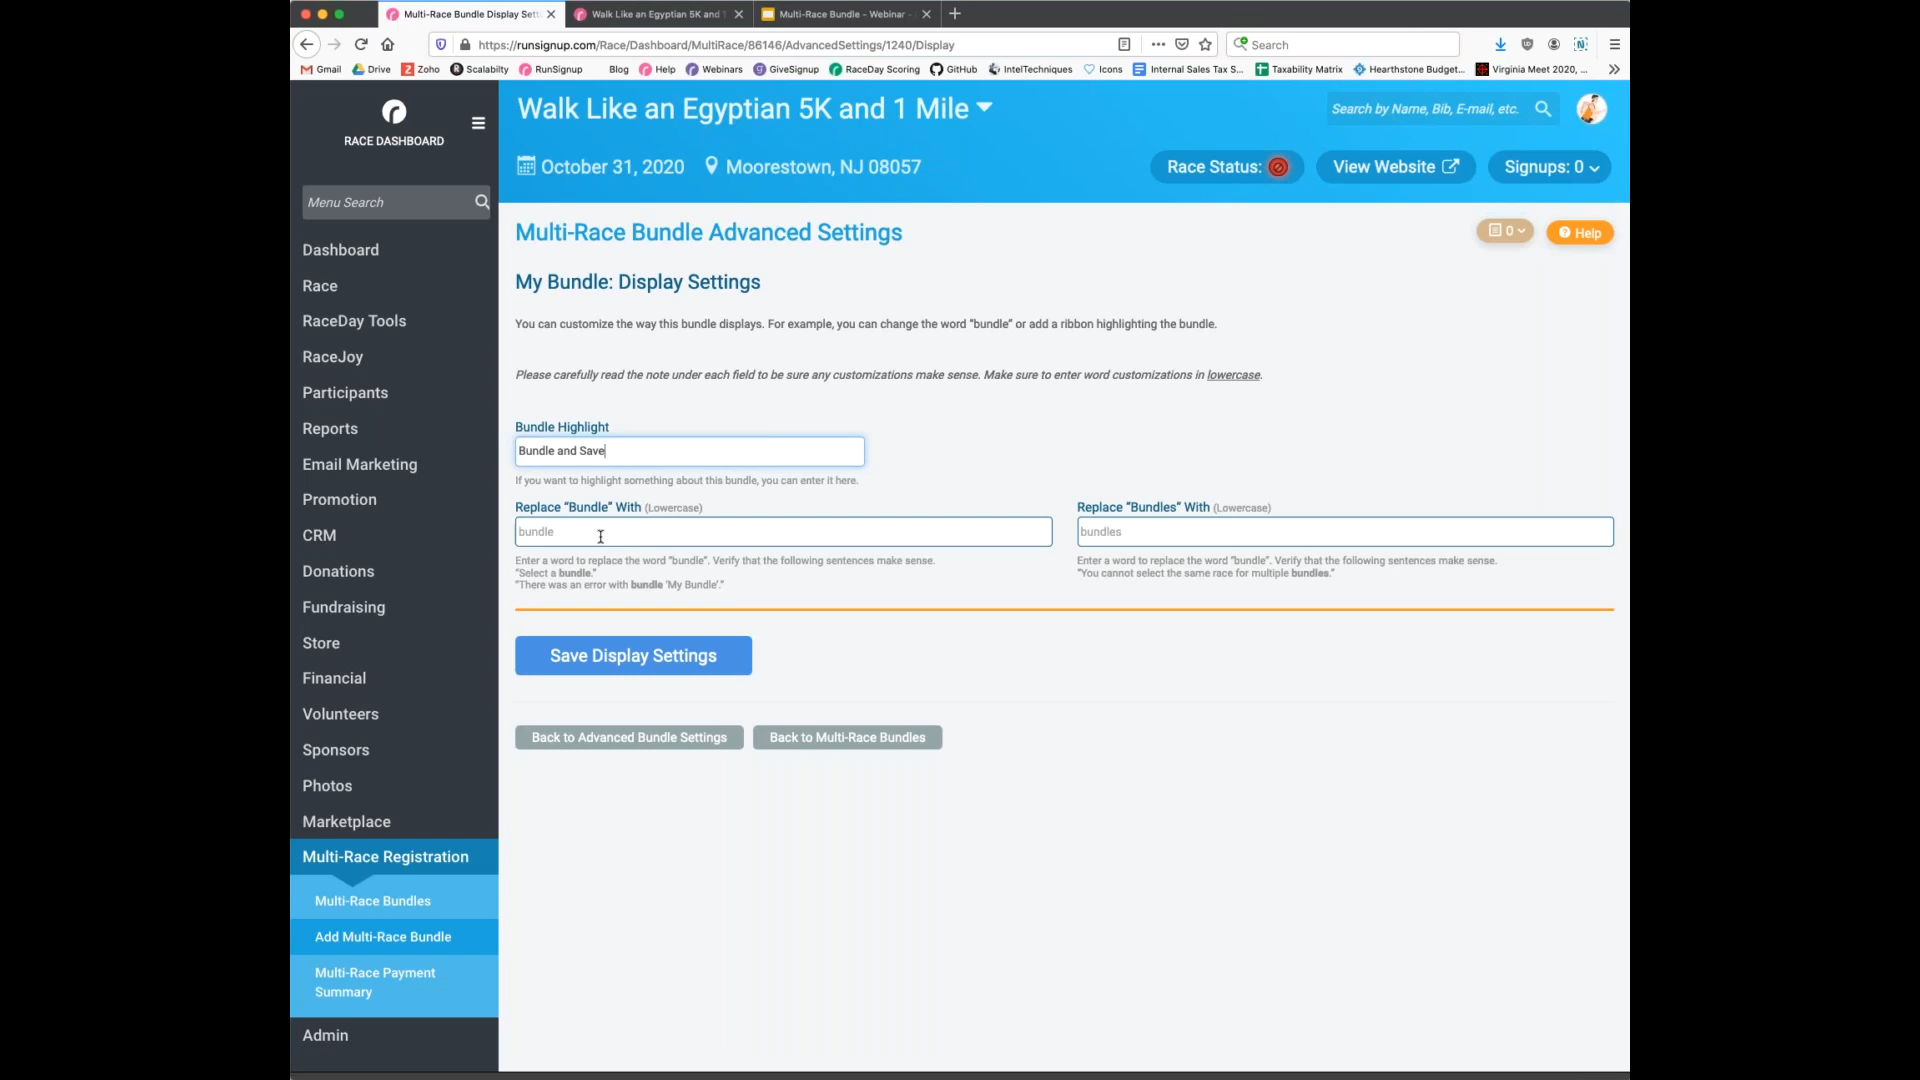 Multi-Race Bundle Display Sett
Walk Like an Egyptian 5K and 1
Multi-Race Bundle - Webinar -
https://runsignup.com/Race/Dashboard/MultiRace/86146/AdvancedSettings/1240/Display
Search
Gmail
Drive
Zoho
Scalability
RunSignup
Blog
Help
Webinars
GiveSignup
RaceDay Scoring
GitHub
IntelTechniques
Icons
Internal Sales Tax S...
Taxability Matrix
Hearthstone Budget...
Virginia Meet 2020, ...
RACE DASHBOARD
Walk Like an Egyptian 5K and 1 Mile
Search by Name, Bib, E-mail, etc.
October 31, 2020
Moorestown, NJ 08057
Race Status:
View Website
Signups: 0
Menu Search
Dashboard
Race
RaceDay Tools
RaceJoy
Participants
Reports
Email Marketing
Promotion
CRM
Donations
Fundraising
Store
Financial
Volunteers
Sponsors
Photos
Marketplace
Multi-Race Registration
Multi-Race Bundles
Add Multi-Race Bundle
Multi-Race Payment
Summary
Admin
Multi-Race Bundle Advanced Settings
0
Help
My Bundle: Display Settings
You can customize the way this bundle displays. For example, you can change the word "bundle" or add a ribbon highlighting the bundle.
Please carefully read the note under each field to be sure any customizations make sense. Make sure to enter word customizations in lowercase.
Bundle Highlight
Bundle and Save
If you want to highlight something about this bundle, you can enter it here.
Replace "Bundle" With (Lowercase)
bundle
Enter a word to replace the word "bundle". Verify that the following sentences make sense.
"Select a bundle."
"There was an error with bundle 'My Bundle'."
Replace "Bundles" With (Lowercase)
bundles
Enter a word to replace the word "bundle". Verify that the following sentences make sense.
"You cannot select the same race for multiple bundles."
Save Display Settings
Back to Advanced Bundle Settings
Back to Multi-Race Bundles